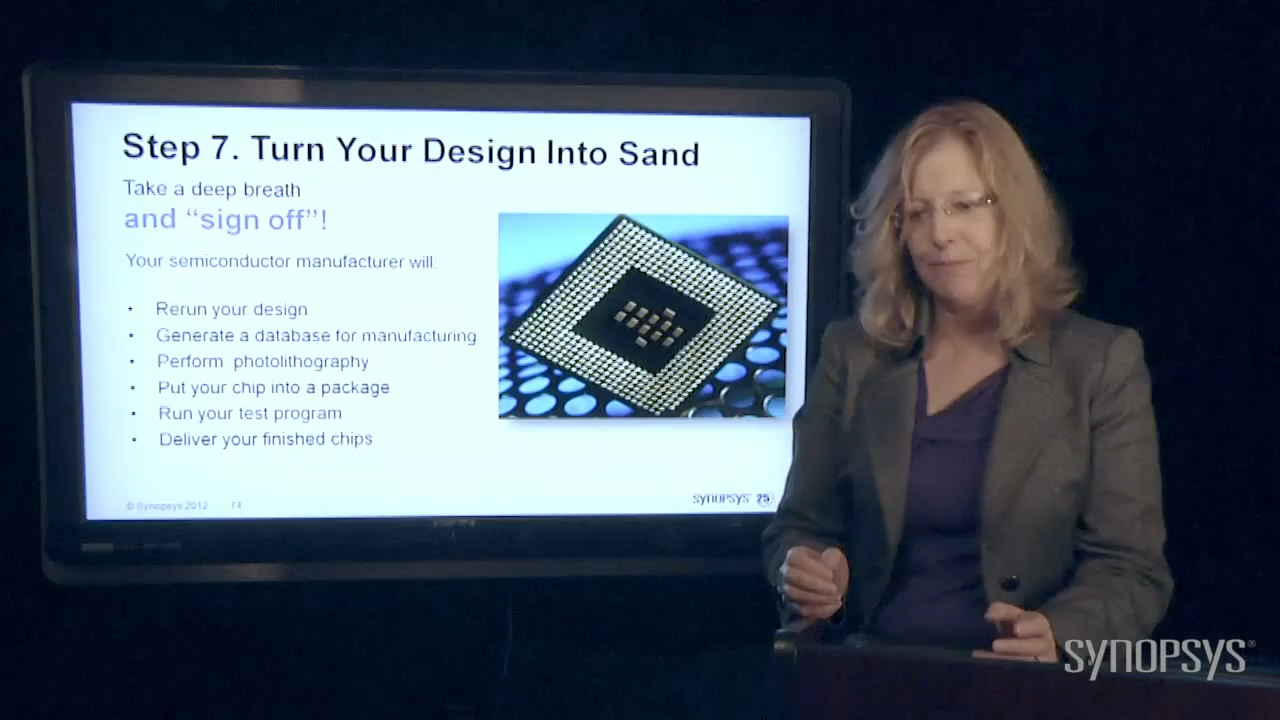 Step 7. Turn Your Design Into Sand
Take a deep breath
and “sign off”!
Your semiconductor manufacturer will:
• Rerun your design
• Generate a database for manufacturing
• Perform photolithography
• Put your chip into a package
• Run your test program
• Deliver your finished chips
© Synopsys 2012 74
SYNOPSYS 25
SYNOPSYS®